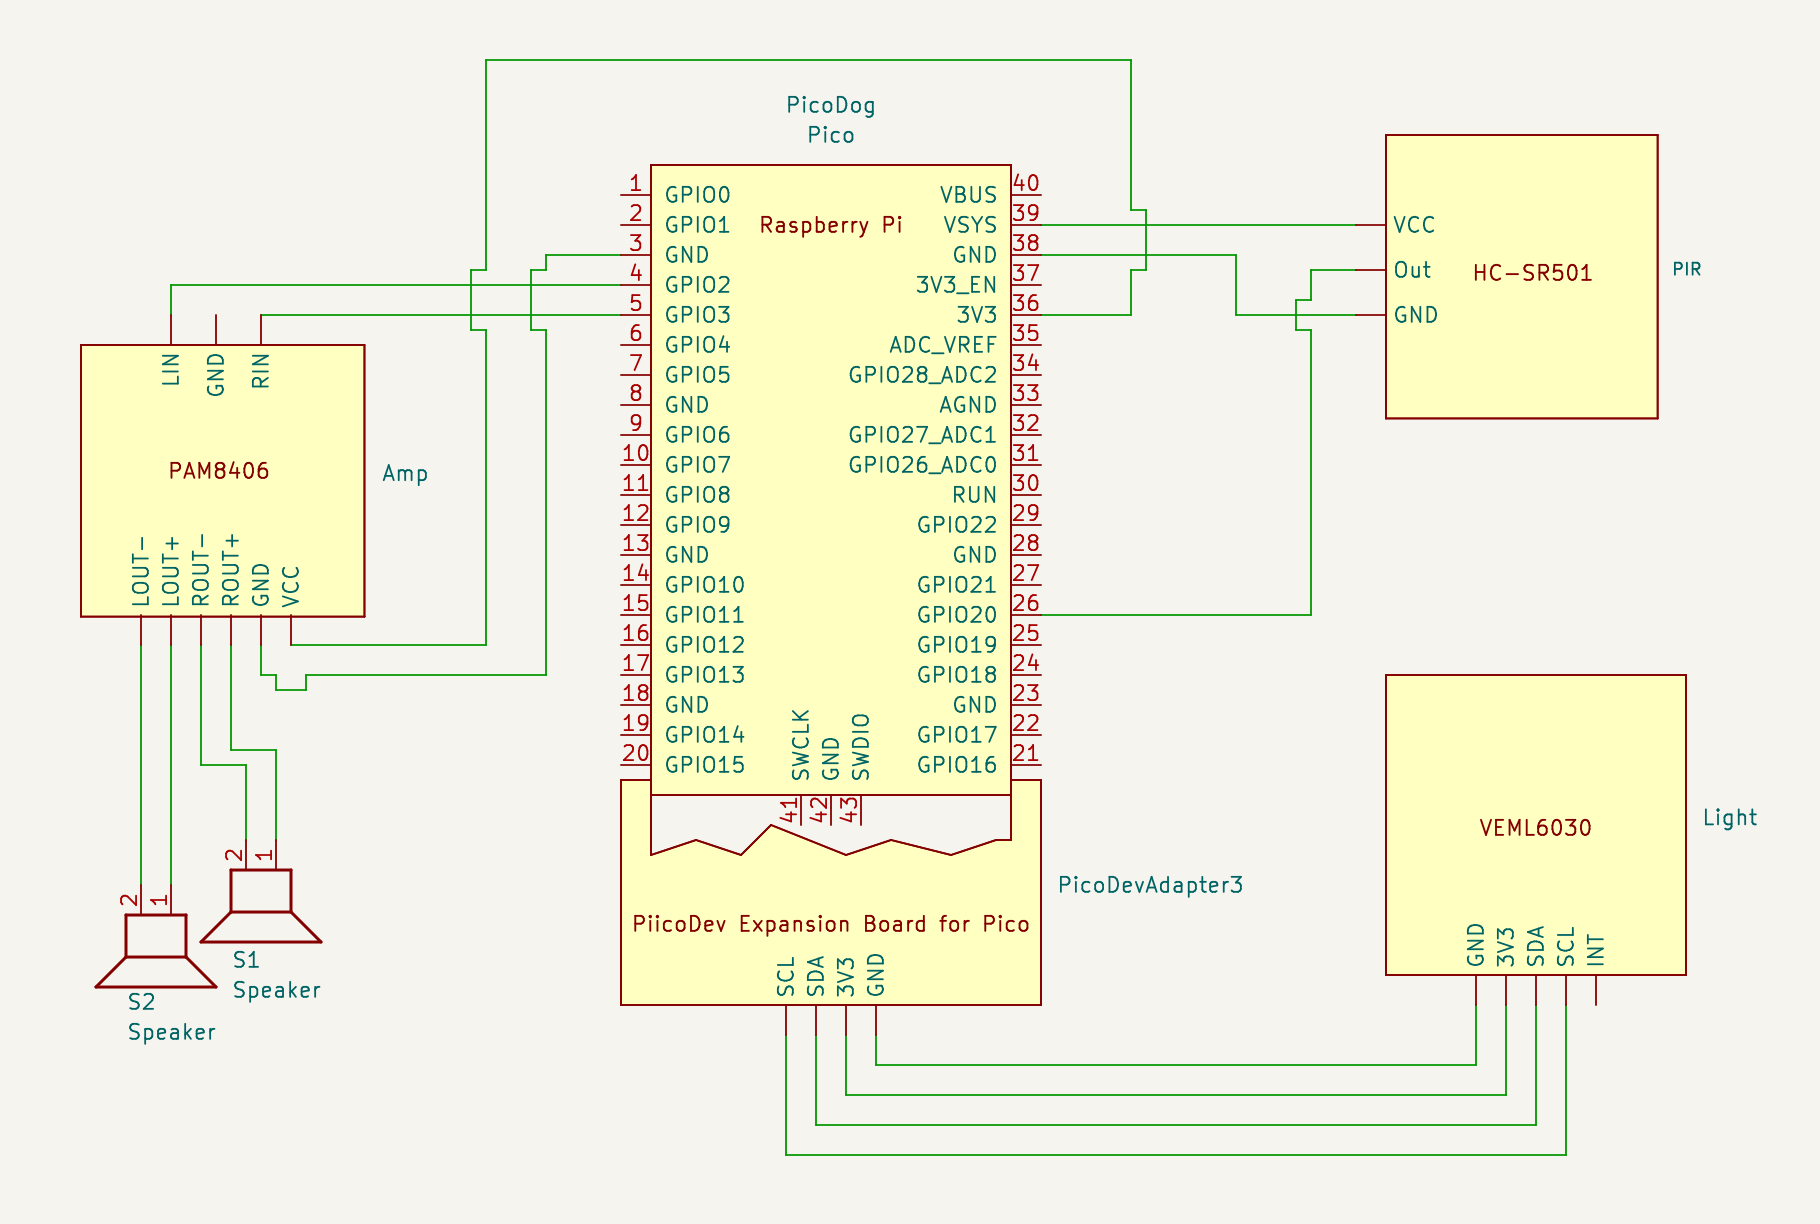 PicoDog
Pico
Raspberry Pi
1 GPIO0
2 GPIO1
3 GND
4 GPIO2
5 GPIO3
6 GPIO4
7 GPIO5
8 GND
9 GPIO6
10 GPIO7
11 GPIO8
12 GPIO9
13 GND
14 GPIO10
15 GPIO11
16 GPIO12
17 GPIO13
18 GND
19 GPIO14
20 GPIO15
VBUS 40
VSYS 39
GND 38
3V3_EN 37
3V3 36
ADC_VREF 35
GPIO28_ADC2 34
AGND 33
GPIO27_ADC1 32
GPIO26_ADC0 31
RUN 30
GPIO22 29
GND 28
GPIO21 27
GPIO20 26
GPIO19 25
GPIO18 24
GND 23
GPIO17 22
GPIO16 21
SWCLK 41
GND 42
SWDIO 43
VCC
Out
GND
HC-SR501
PIR
LIN
GND
RIN
PAM8406
Amp
LOUT-
LOUT+
ROUT-
ROUT+
GND
VCC
2
1
S1
Speaker
2
1
S2
Speaker
PicoDevAdapter3
PiicoDev Expansion Board for Pico
SCL
SDA
3V3
GND
VEML6030
Light
GND
3V3
SDA
SCL
INT